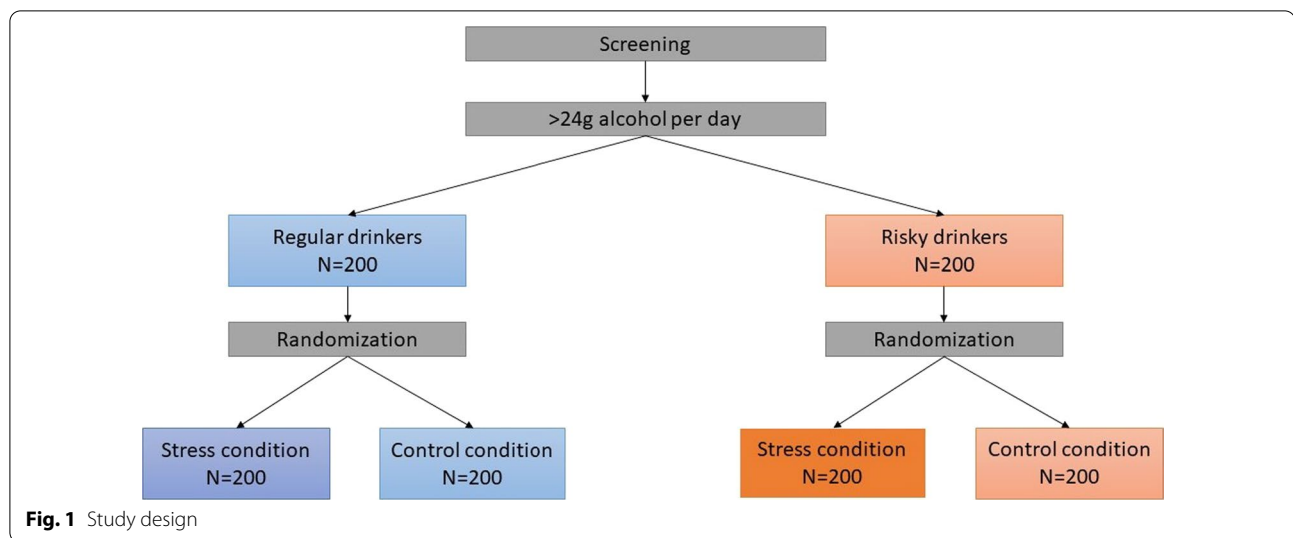 Screening
>24g alcohol per day
Regular drinkers
N=200
Risky drinkers
N=200
Randomization
Randomization
Stress condition
N=200
Control condition
N=200
Stress condition
N=200
Control condition
N=200
Fig. 1 Study design